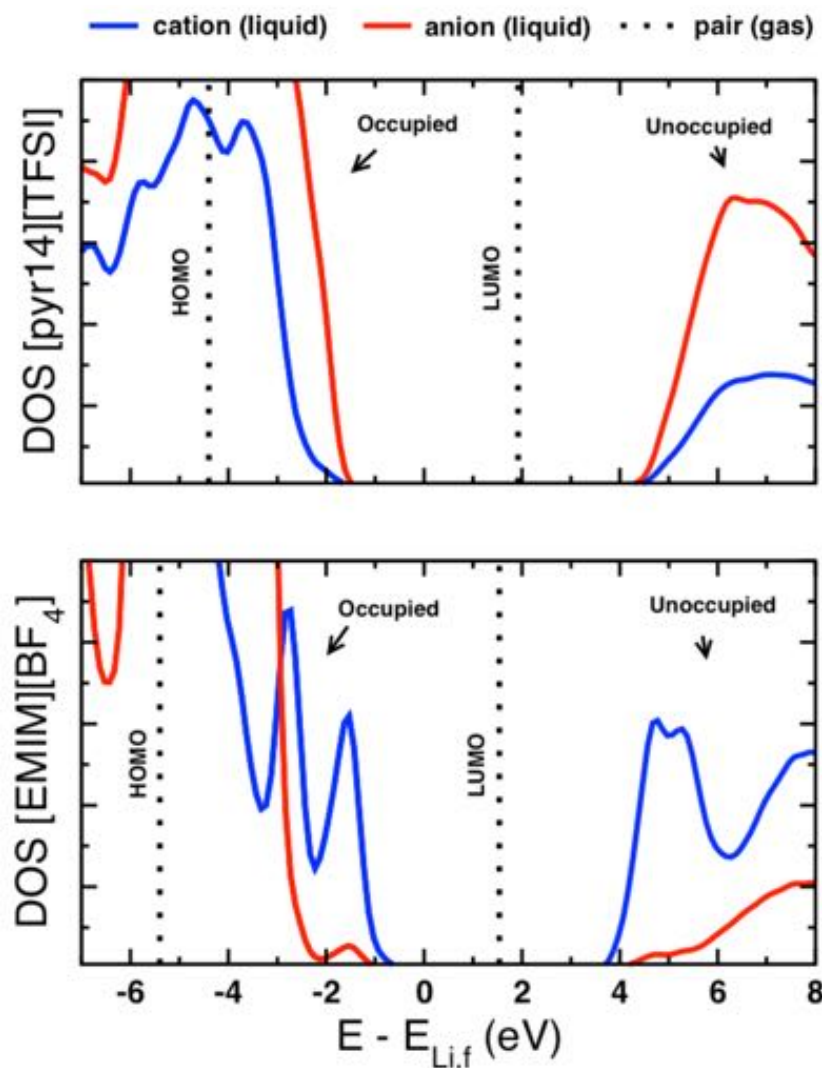 cation (liquid) anion (liquid) pair (gas)
DOS [pyr14][TFSI]
HOMO
Occupied
LUMO
Unoccupied
DOS [EMIM][BF4]
HOMO
Occupied
LUMO
Unoccupied
-6 -4 -2 0 2 4 6 8
E - ELi,f (eV)